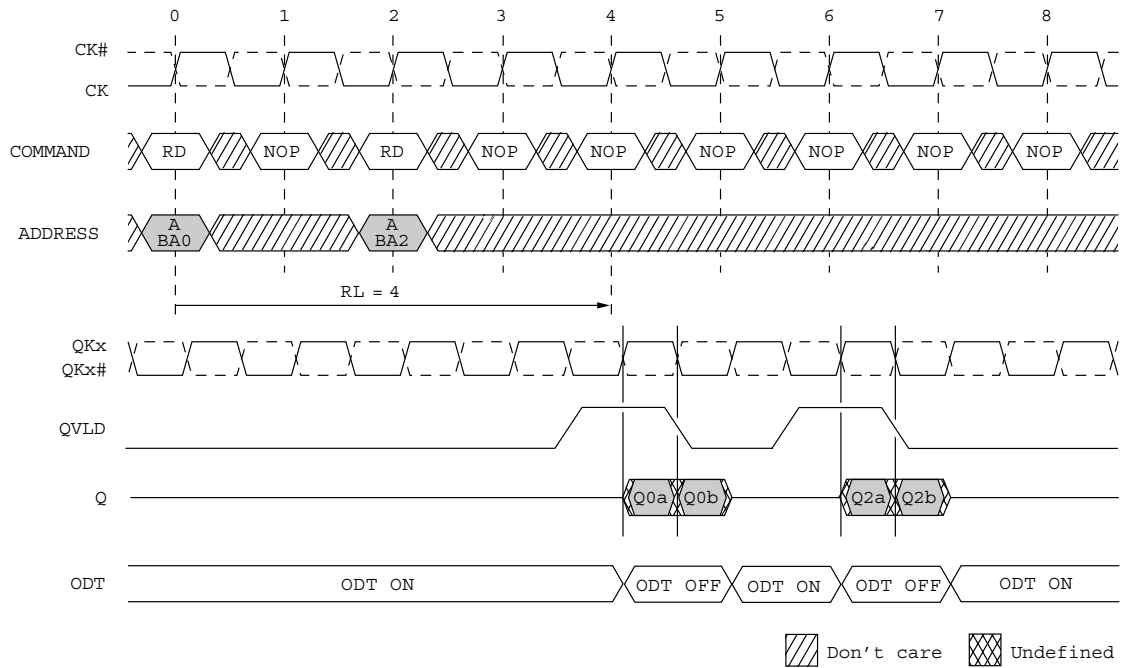 0 1 2 3 4 5 6 7 8
CK#
CK
COMMAND RD NOP RD NOP NOP NOP NOP NOP NOP
ADDRESS A BA0 A BA2
RL = 4
QKx
QKx#
QVLD
Q Q0a Q0b Q2a Q2b
ODT ODT ON ODT OFF ODT ON ODT OFF ODT ON
Don't care Undefined